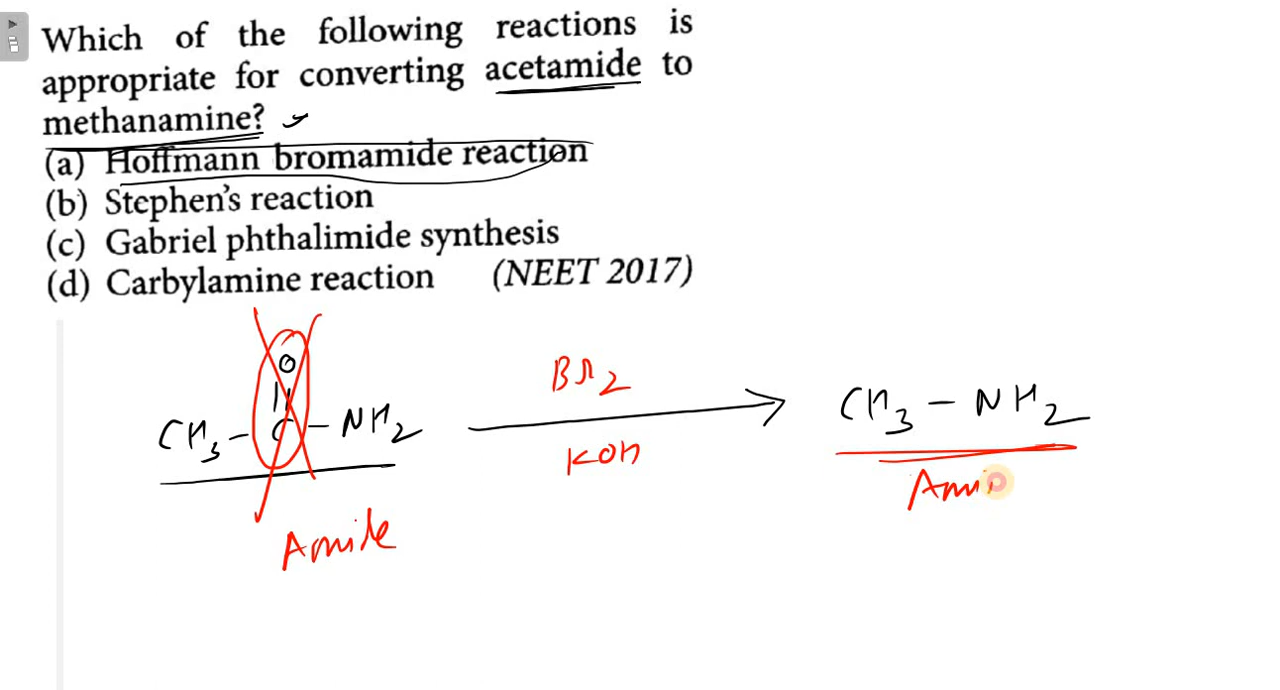 Which of the following reactions is
appropriate for converting acetamide to
methanamine?
(a) Hoffmann bromamide reaction
(b) Stephen's reaction
(c) Gabriel phthalimide synthesis
(d) Carbylamine reaction (NEET 2017)
O
||
CH3 - C - NH2
Br2
KOH
CH3 - NH2
Ami
Amide